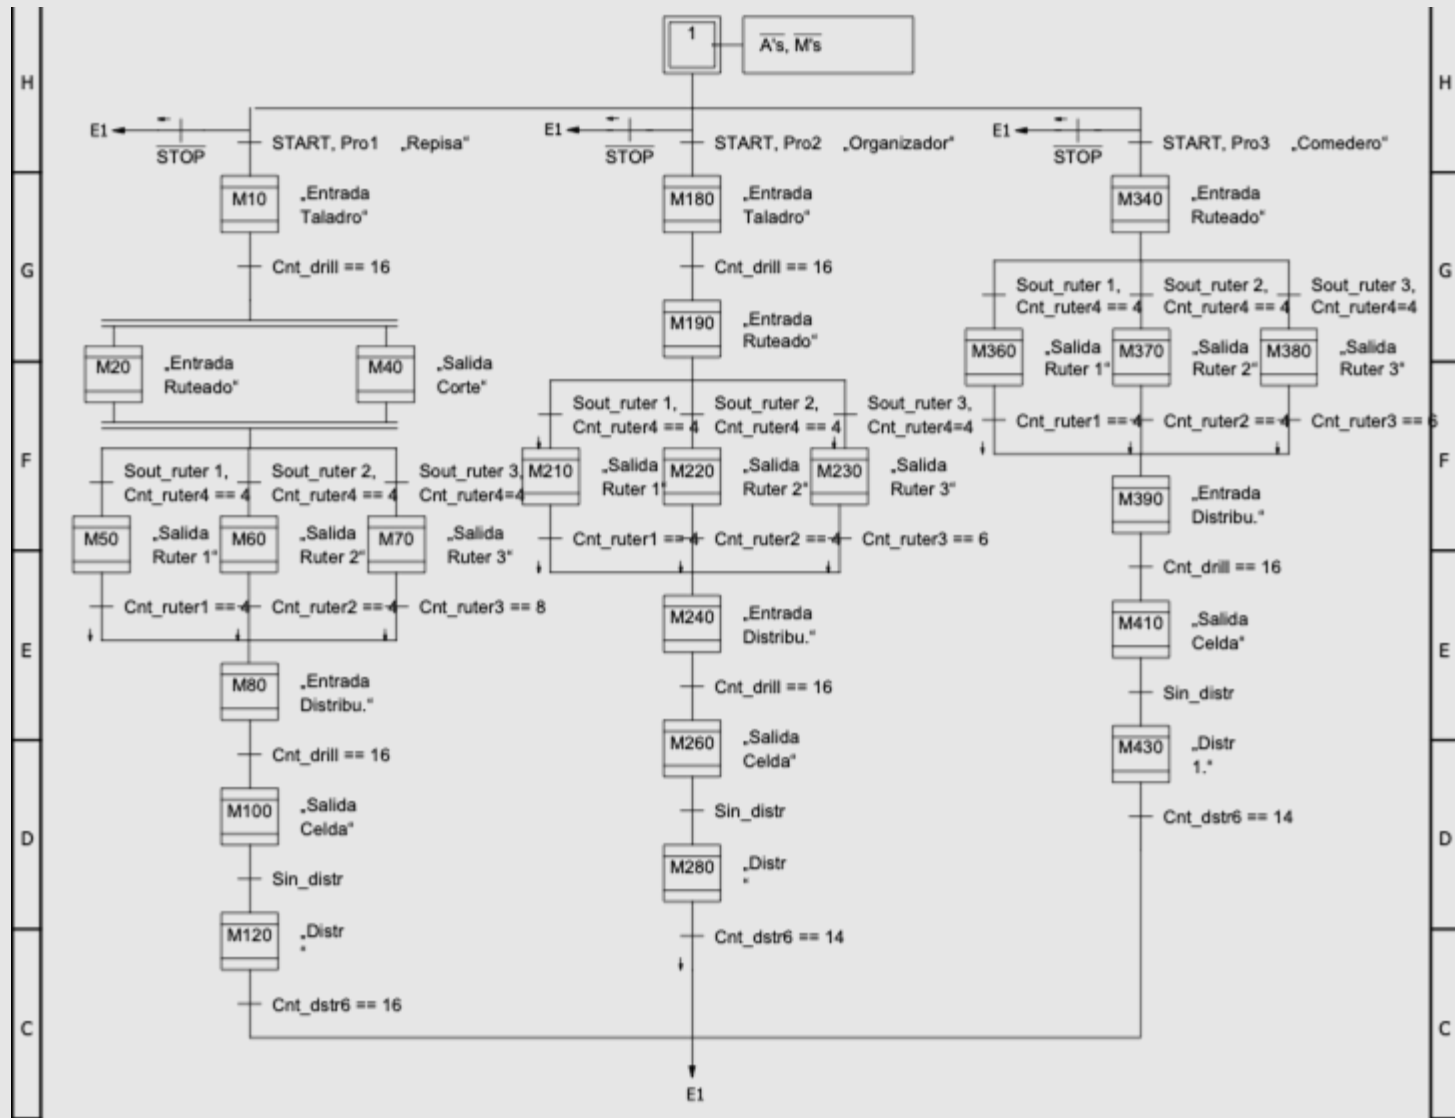 1
A's, M's
H
H
E1
STOP
START, Pro1 „Repisa“
E1
STOP
START, Pro2 „Organizador“
E1
STOP
START, Pro3 „Comedero“
M10
„Entrada
Taladro“
M180
„Entrada
Taladro“
M340
„Entrada
Ruteado“
G
G
Cnt_drill == 16
Cnt_drill == 16
Sout_ruter 1,
Cnt_ruter4 == 4
Sout_ruter 2,
Cnt_ruter4 == 4
Sout_ruter 3,
Cnt_ruter4=4
M190
„Entrada
Ruteado“
M360
„Salida
Ruter 1“
M370
„Salida
Ruter 2“
M380
„Salida
Ruter 3“
M20
„Entrada
Ruteado“
M40
„Salida
Corte“
Sout_ruter 1,
Cnt_ruter4 == 4
Sout_ruter 2,
Cnt_ruter4 == 4
Sout_ruter 3,
Cnt_ruter4=4
Cnt_ruter1 == 4
Cnt_ruter2 == 4
Cnt_ruter3 == 6
F
F
Sout_ruter 1,
Cnt_ruter4 == 4
Sout_ruter 2,
Cnt_ruter4 == 4
Sout_ruter 3,
Cnt_ruter4=4
M210
„Salida
Ruter 1“
M220
„Salida
Ruter 2“
M230
„Salida
Ruter 3“
M390
„Entrada
Distribu.“
M50
„Salida
Ruter 1“
M60
„Salida
Ruter 2“
M70
„Salida
Ruter 3“
Cnt_ruter1 == 4
Cnt_ruter2 == 4
Cnt_ruter3 == 6
Cnt_drill == 16
Cnt_ruter1 == 4
Cnt_ruter2 == 4
Cnt_ruter3 == 8
M240
„Entrada
Distribu.“
M410
„Salida
Celda“
E
E
M80
„Entrada
Distribu.“
Cnt_drill == 16
Sin_distr
Cnt_drill == 16
M260
„Salida
Celda“
M430
„Distr
1.“
M100
„Salida
Celda“
Sin_distr
Cnt_dstr6 == 14
D
D
Sin_distr
M280
„Distr
“
M120
„Distr
“
Cnt_dstr6 == 14
Cnt_dstr6 == 16
C
C
E1